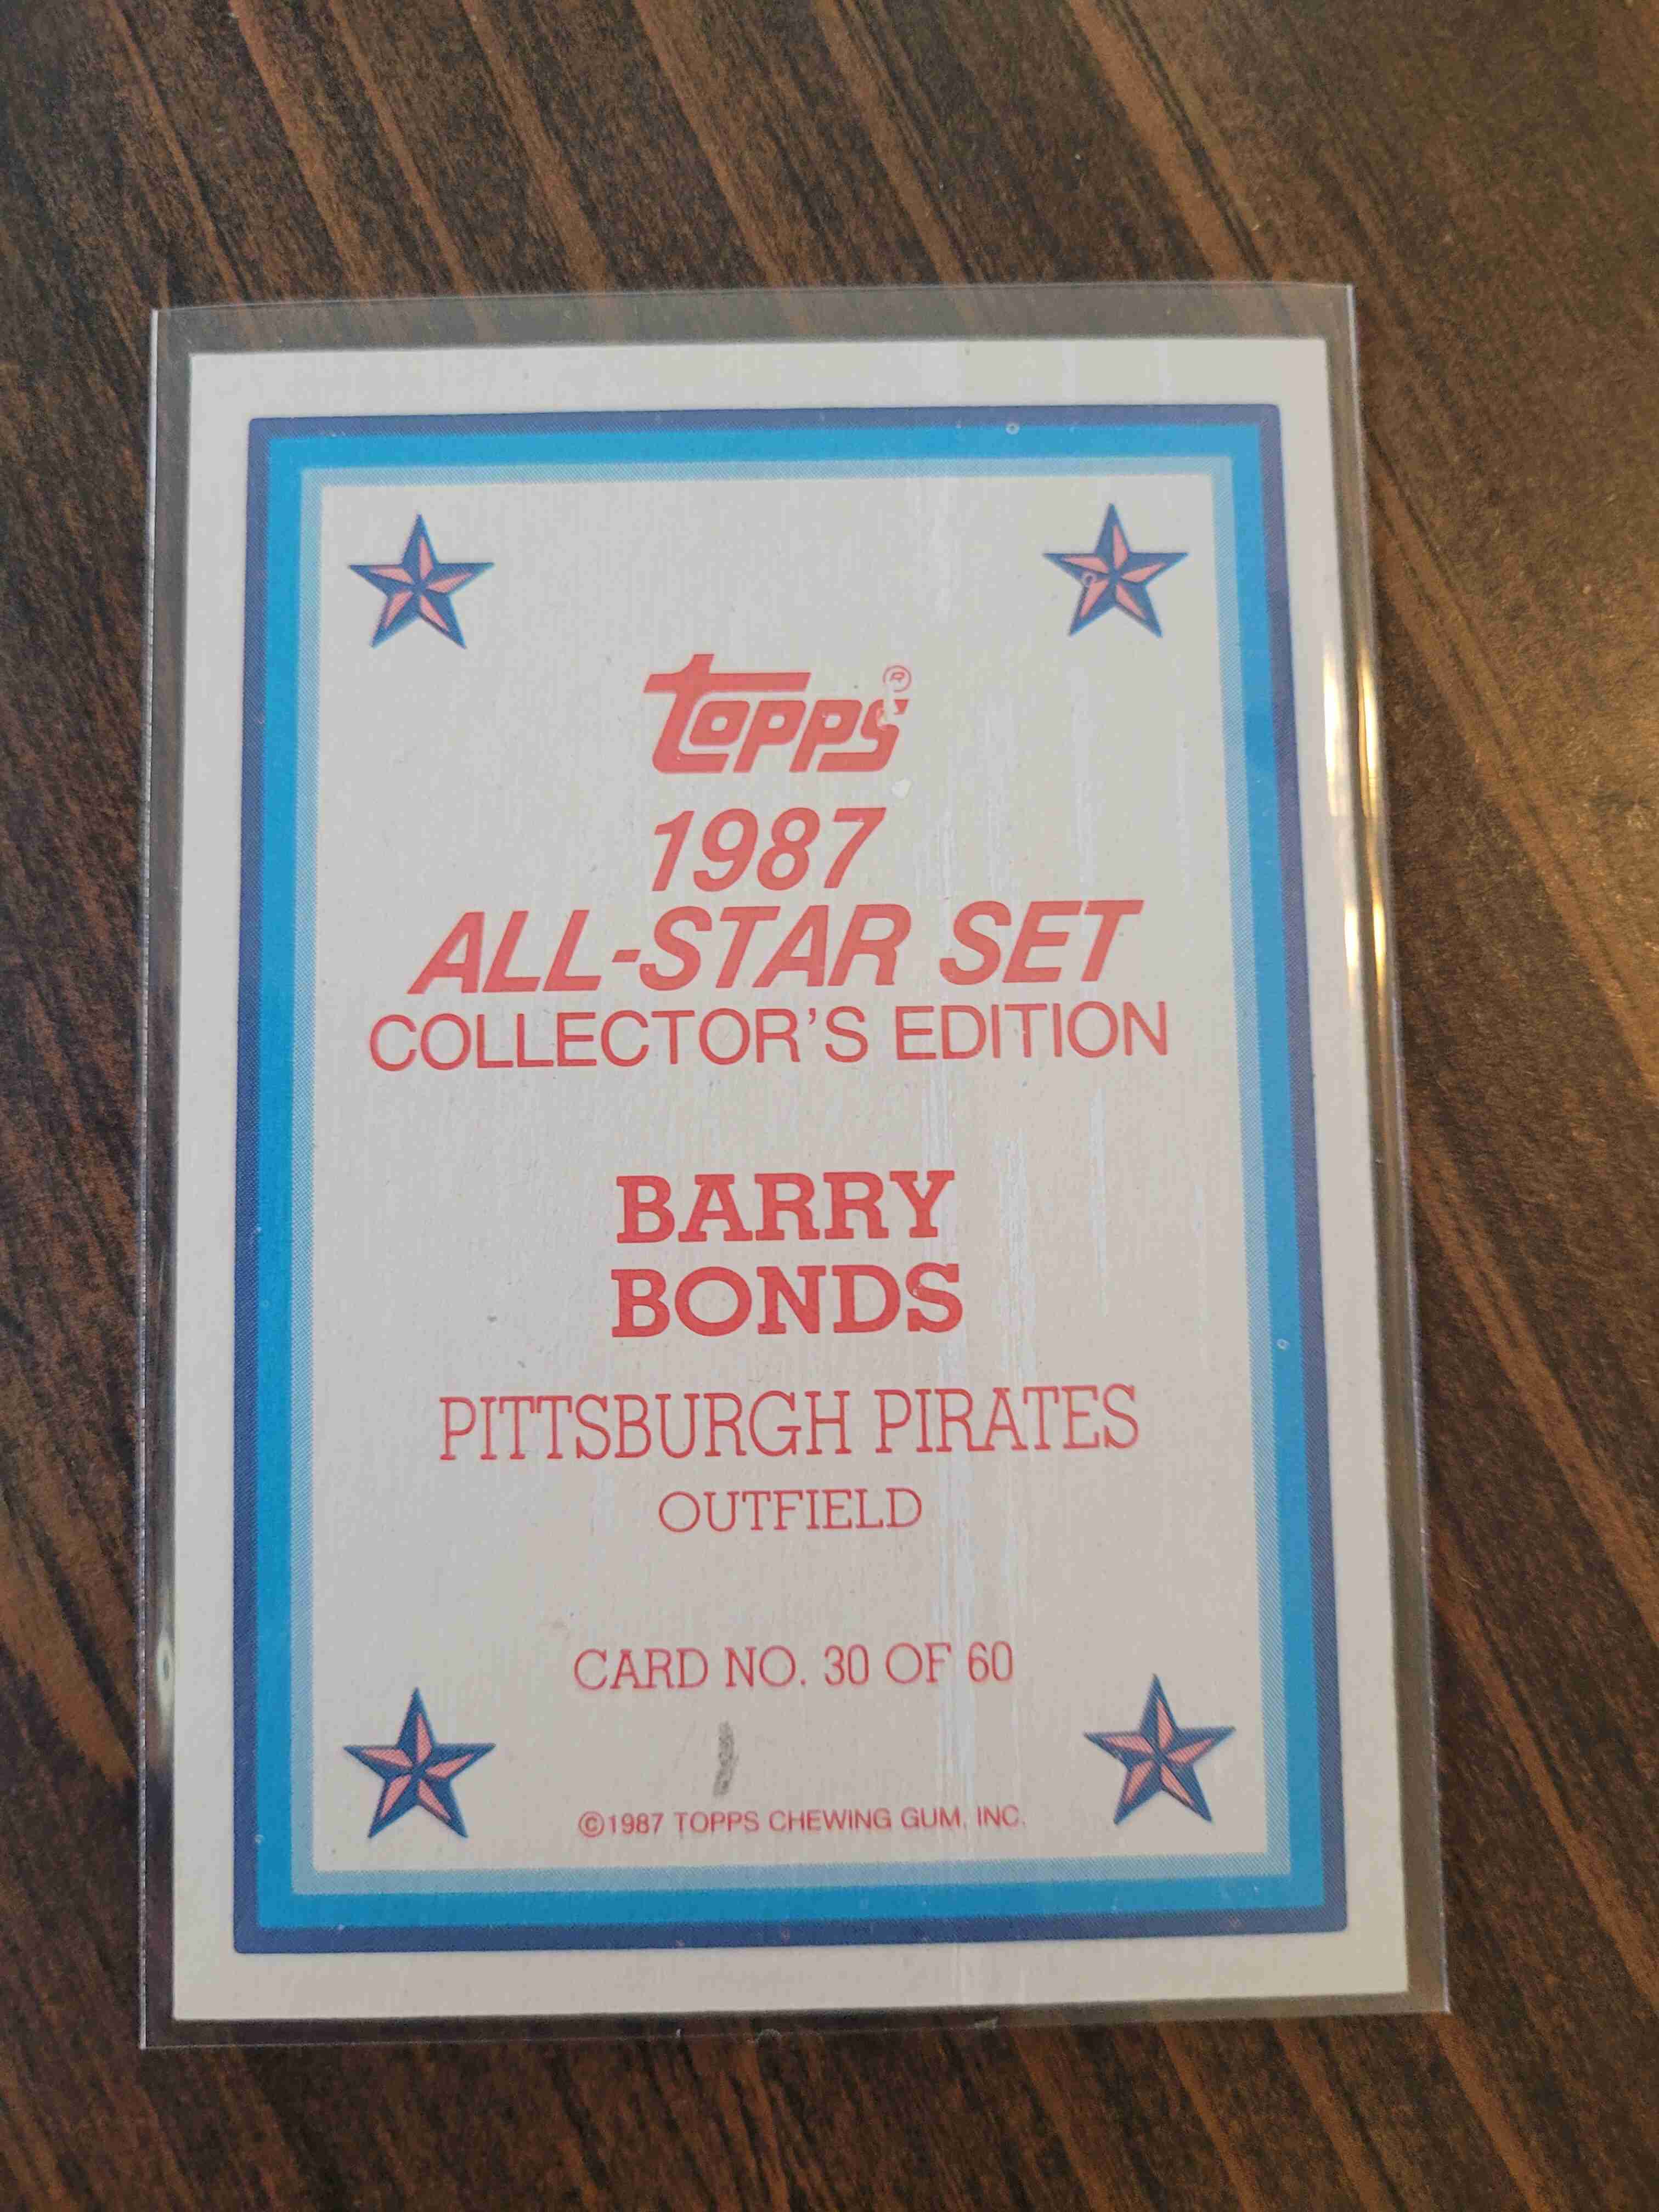 topps®
1987
ALL-STAR SET
COLLECTOR'S EDITION
BARRY
BONDS
PITTSBURGH PIRATES
OUTFIELD
CARD NO. 30 OF 60
©1987 TOPPS CHEWING GUM, INC.